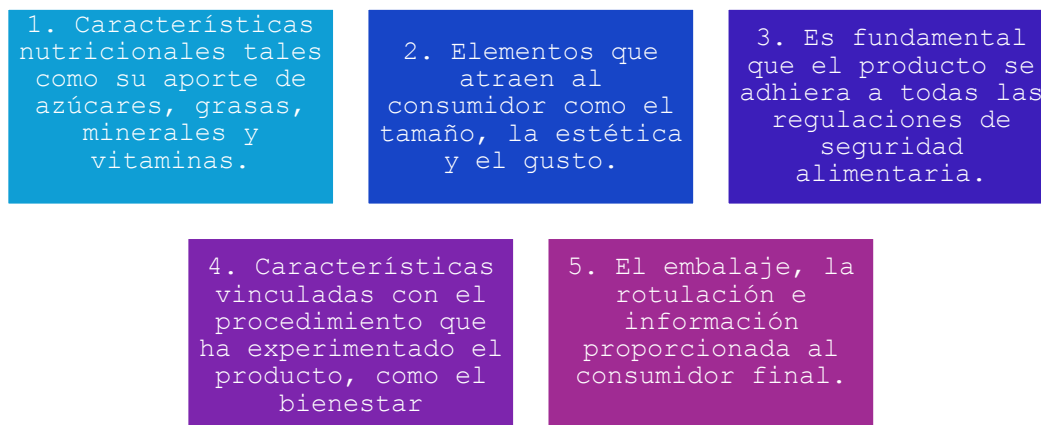 1. Características
nutricionales tales
como su aporte de
azúcares, grasas,
minerales y
vitaminas.
2. Elementos que
atraen al
consumidor como el
tamaño, la estética
y el gusto.
3. Es fundamental
que el producto se
adhiera a todas las
regulaciones de
seguridad
alimentaria.
4. Características
vinculadas con el
procedimiento que
ha experimentado el
producto, como el
bienestar
5. El embalaje, la
rotulación e
información
proporcionada al
consumidor final.